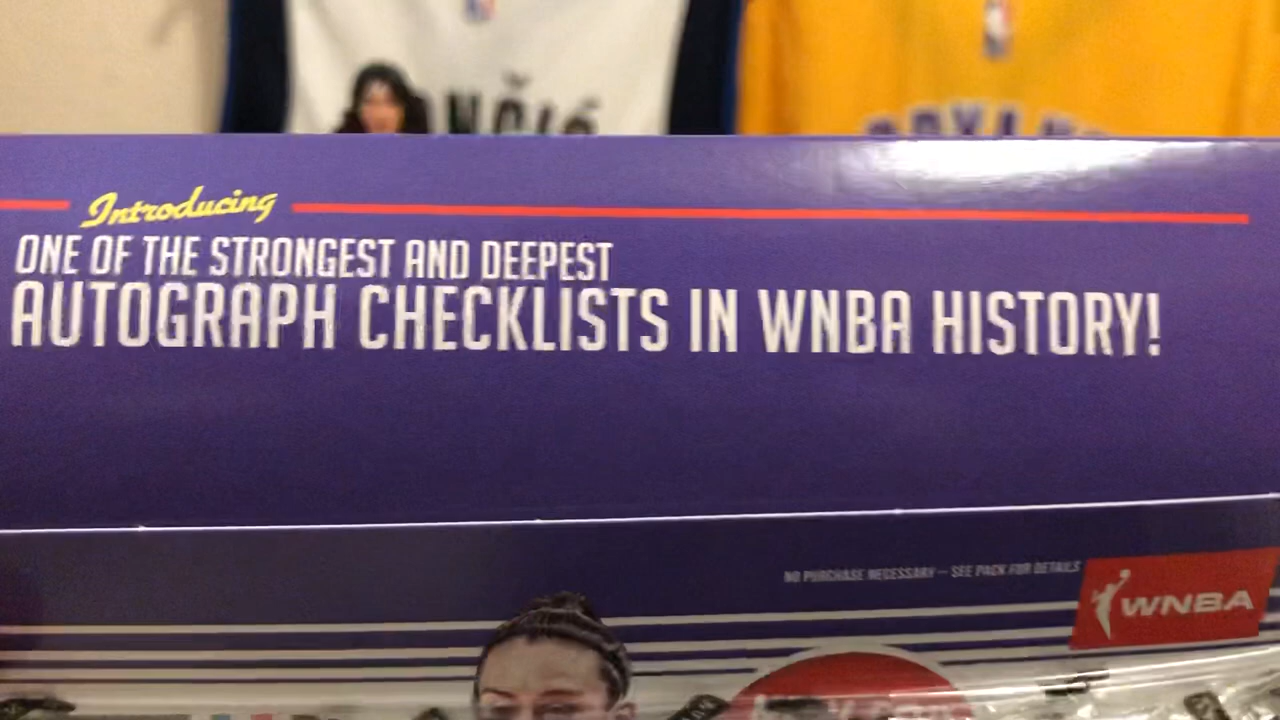 Introducing
ONE OF THE STRONGEST AND DEEPEST
AUTOGRAPH CHECKLISTS IN WNBA HISTORY!
NO PURCHASE NECESSARY – SEE PACK FOR DETAILS
WNBA